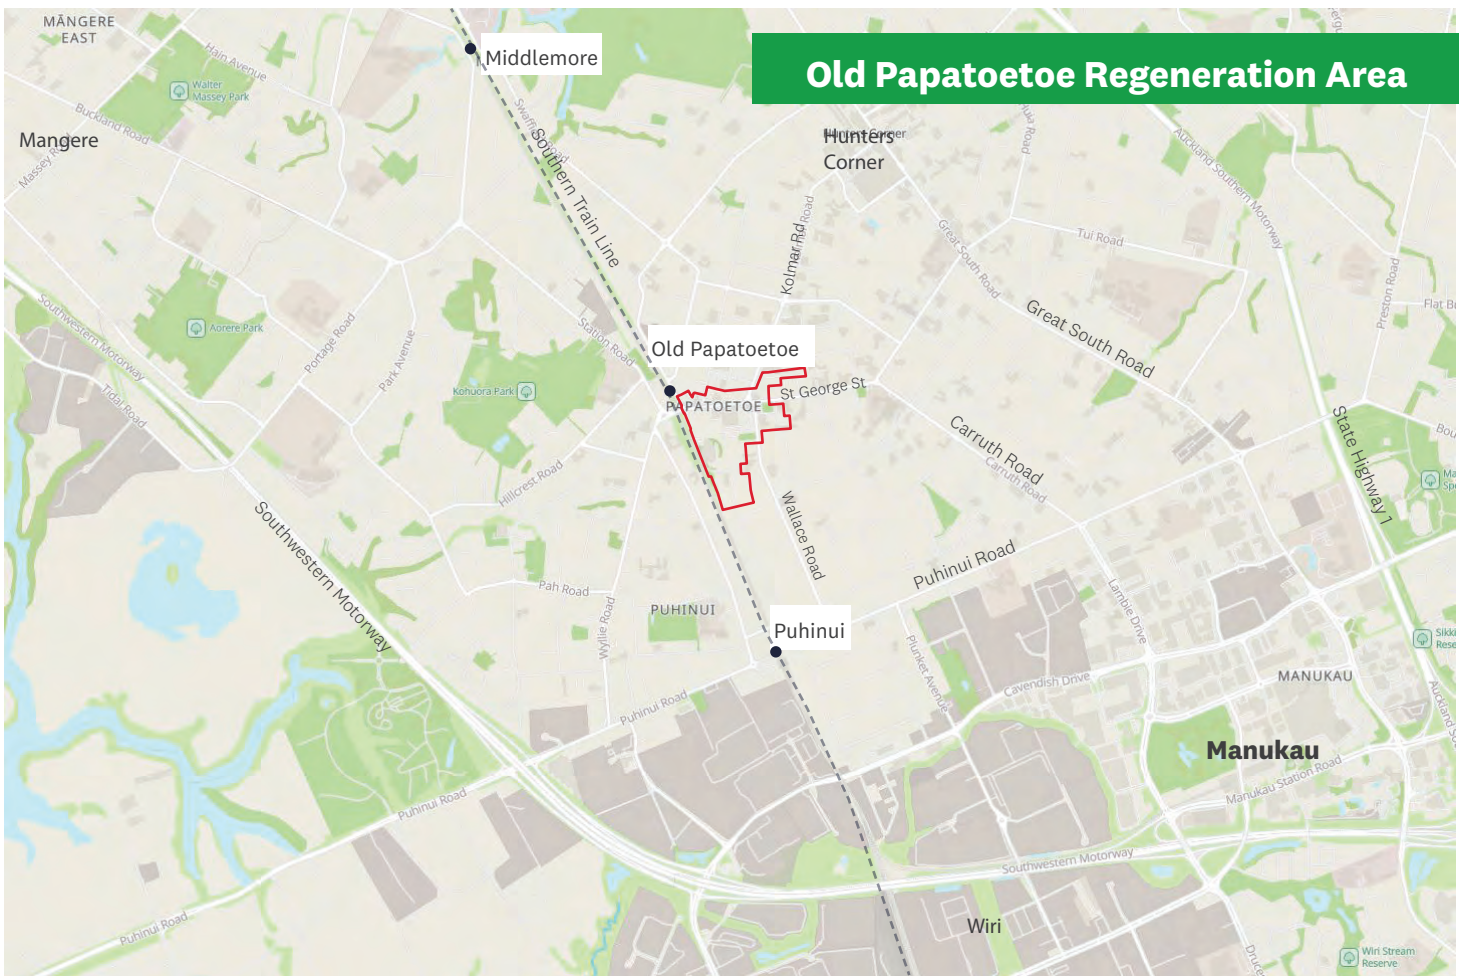 MĀNGERE
EAST
Middlemore
Old Papatoetoe Regeneration Area
Hain Avenue
Walter
Massey Park
Buckland Road
Mangere
Massey Road
Southern Train Line
Hunters Corner
Hunters
Corner
Huia Road
Auckland Southern Motorway
Kolmar Rd
Great South Road
Tui Road
Preston Road
Southwestern Motorway
Aorere Park
Portage Road
Park Avenue
Station Road
Great South Road
Old Papatoetoe
Tidal Road
Kohuora Park
PAPATOETOE
St George St
Carruth Road
Carruth Road
State Highway 1
Hillcrest Road
Southwestern Motorway
Wallace Road
Puhinui Road
Pah Road
PUHINUI
Wyllie Road
Puhinui
Lambie Drive
Plunket Avenue
Cavendish Drive
MANUKAU
Puhinui Road
Manukau
Manukau Station Road
Puhinui Road
Southwestern Motorway
Puhinui Road
Wiri
Wiri Stream
Reserve